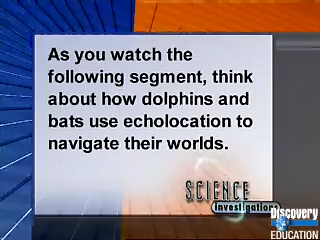 As you watch the
following segment, think
about how dolphins and
bats use echolocation to
navigate their worlds.
SCIENCE
investigations
Discovery
EDUCATION